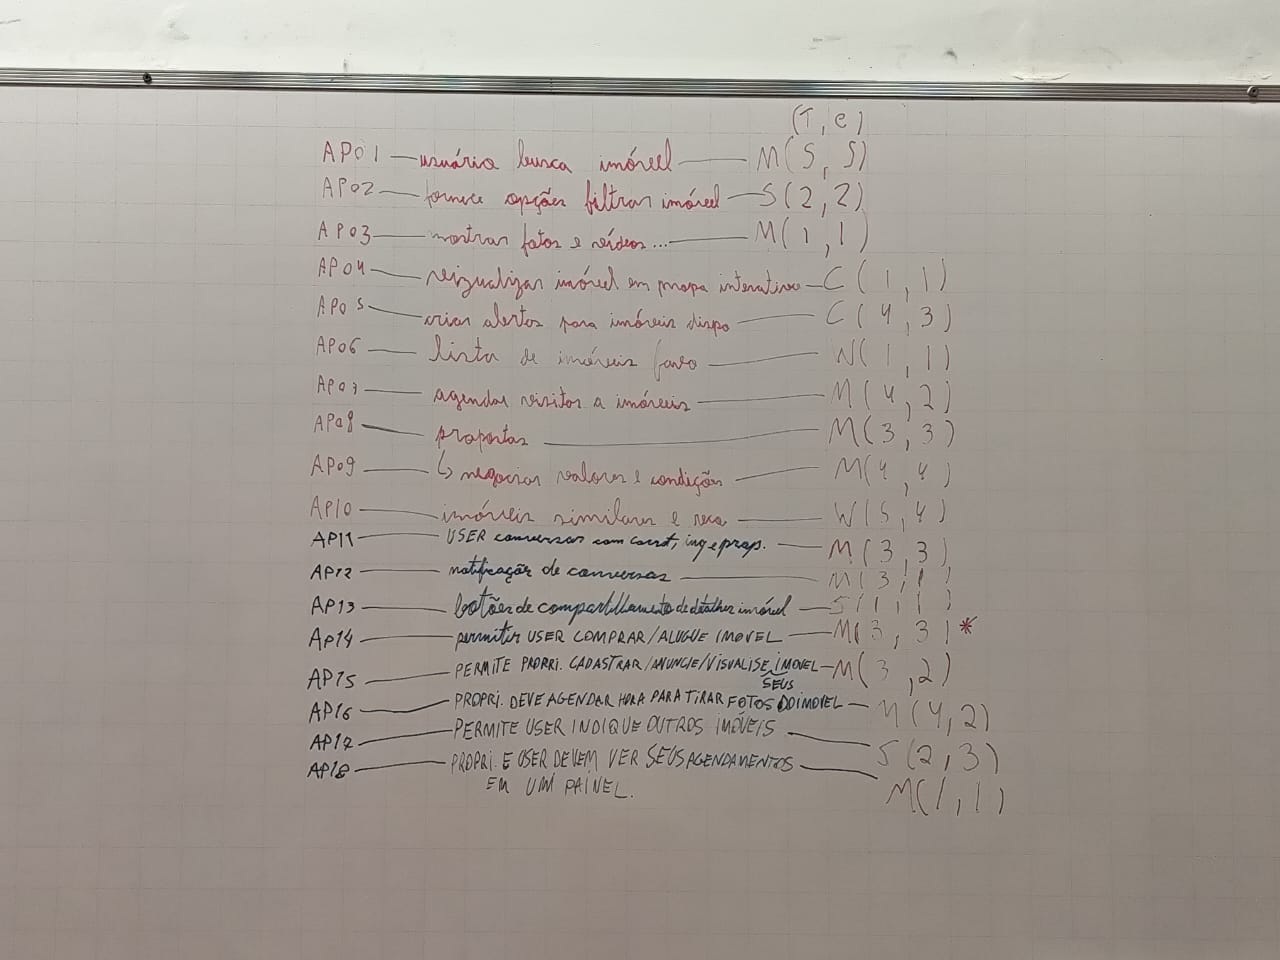 (T, e)
AP01 — usuário busca imóvel — M(5, 5)
AP02 — fornece opções filtrar imóvel — S(2,2)
AP03 — mostrar fotos e vídeos... — M(1,1)
AP04 — vizualizar imóvel em mapa interativo — C(1,1)
AP05 — criar alertas para imóveis dispo — C(4,3)
AP06 — lista de imóveis favo — W(1,1)
AP07 — agendar visitas a imóveis — M(4,2)
AP08 — propostas — M(3,3)
AP09 — ↳ negociar valores e condições — M(4,4)
AP10 — imóveis similares e reco — W(5,4)
AP11 — USER conversar com corret, inq e prop. — M(3,3)
AP12 — notificação de conversas — M(3,1)
AP13 — botões de compartilhamento de detalhes imóvel — S(1,1)
AP14 — permitir USER COMPRAR/ALUGUE IMOVEL — M(3,3)*
AP15 — PERMITE PROPRI. CADASTRAR/ANUNCIE/VISUALISE IMOVEL — M(3,2)
SEUS
AP16 — PROPRI. DEVE AGENDAR HORA PARA TIRAR FOTOS DO IMOVEL — M(4,2)
AP17 — PERMITE USER INDIQUE OUTROS IMÓVEIS — S(2,3)
AP18 — PROPRI. E USER DEVEM VER SEUS AGENDAMENTOS — M(1,1)
EM UM PAINEL.